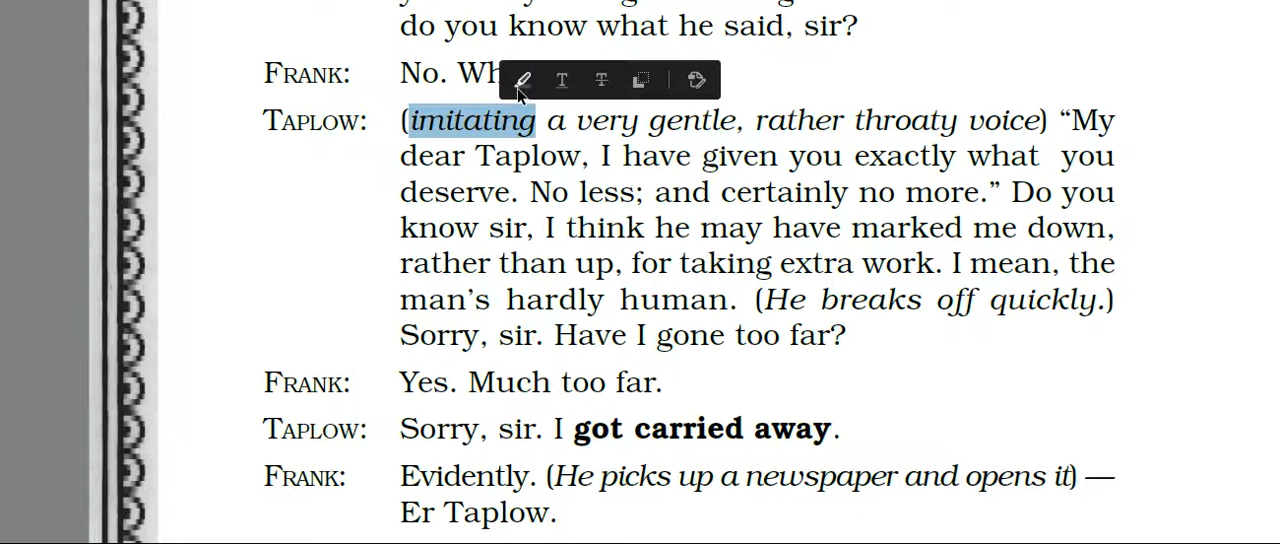 do you know what he said, sir?
FRANK: No.
TAPLOW: (imitating a very gentle, rather throaty voice) “My
dear Taplow, I have given you exactly what you
deserve. No less; and certainly no more.” Do you
know sir, I think he may have marked me down,
rather than up, for taking extra work. I mean, the
man’s hardly human. (He breaks off quickly.)
Sorry, sir. Have I gone too far?
FRANK: Yes. Much too far.
TAPLOW: Sorry, sir. I got carried away.
FRANK: Evidently. (He picks up a newspaper and opens it) —
Er Taplow.